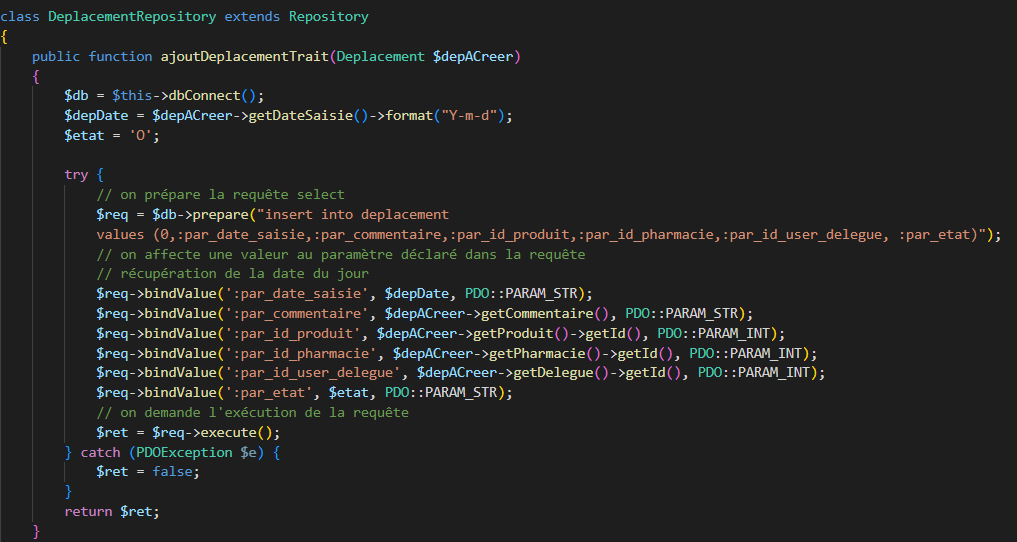 class DeplacementRepository extends Repository
{
public function ajoutDeplacementTrait(Deplacement $depACreer)
{
$db = $this->dbConnect();
$depDate = $depACreer->getDateSaisie()->format("Y-m-d");
$etat = 'O';
try {
// on prépare la requête select
$req = $db->prepare("insert into deplacement
values (0,:par_date_saisie,:par_commentaire,:par_id_produit,:par_id_pharmacie,:par_id_user_delegue, :par_etat)");
// on affecte une valeur au paramètre déclaré dans la requête
// récupération de la date du jour
$req->bindValue(':par_date_saisie', $depDate, PDO::PARAM_STR);
$req->bindValue(':par_commentaire', $depACreer->getCommentaire(), PDO::PARAM_STR);
$req->bindValue(':par_id_produit', $depACreer->getProduit()->getId(), PDO::PARAM_INT);
$req->bindValue(':par_id_pharmacie', $depACreer->getPharmacie()->getId(), PDO::PARAM_INT);
$req->bindValue(':par_id_user_delegue', $depACreer->getDelegue()->getId(), PDO::PARAM_INT);
$req->bindValue(':par_etat', $etat, PDO::PARAM_STR);
// on demande l'exécution de la requête
$ret = $req->execute();
} catch (PDOException $e) {
$ret = false;
}
return $ret;
}